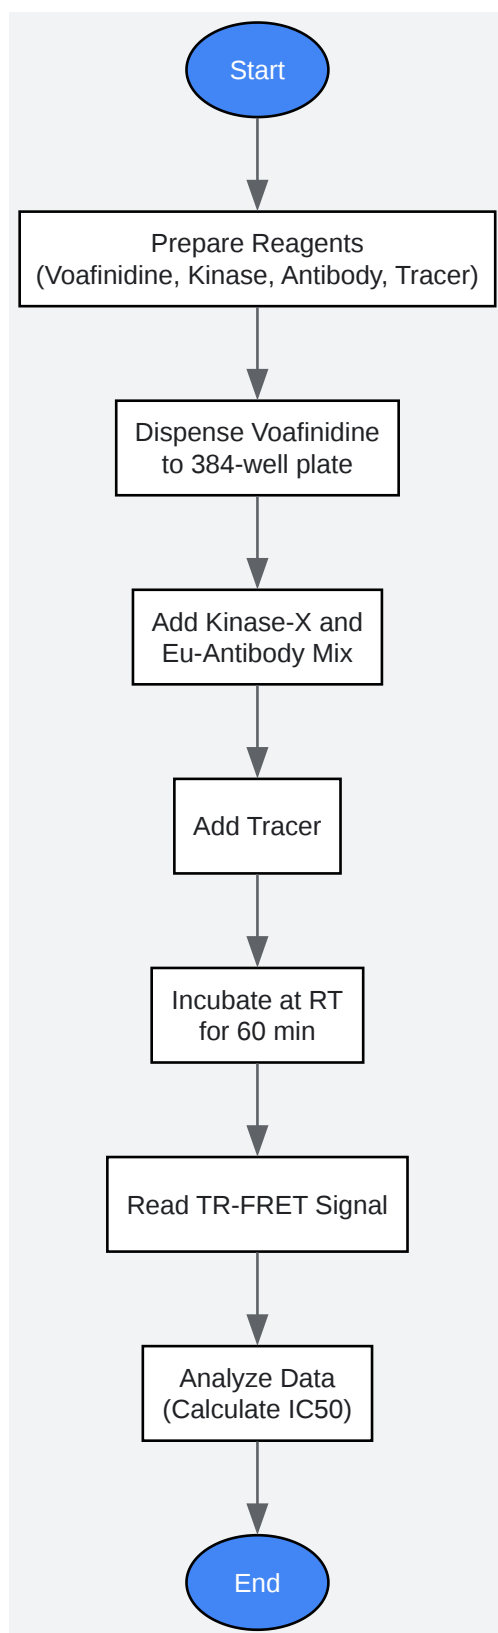 Start
Prepare Reagents
(Voafinidine, Kinase, Antibody, Tracer)
Dispense Voafinidine
to 384-well plate
Add Kinase-X and
Eu-Antibody Mix
Add Tracer
Incubate at RT
for 60 min
Read TR-FRET Signal
Analyze Data
(Calculate IC50)
End